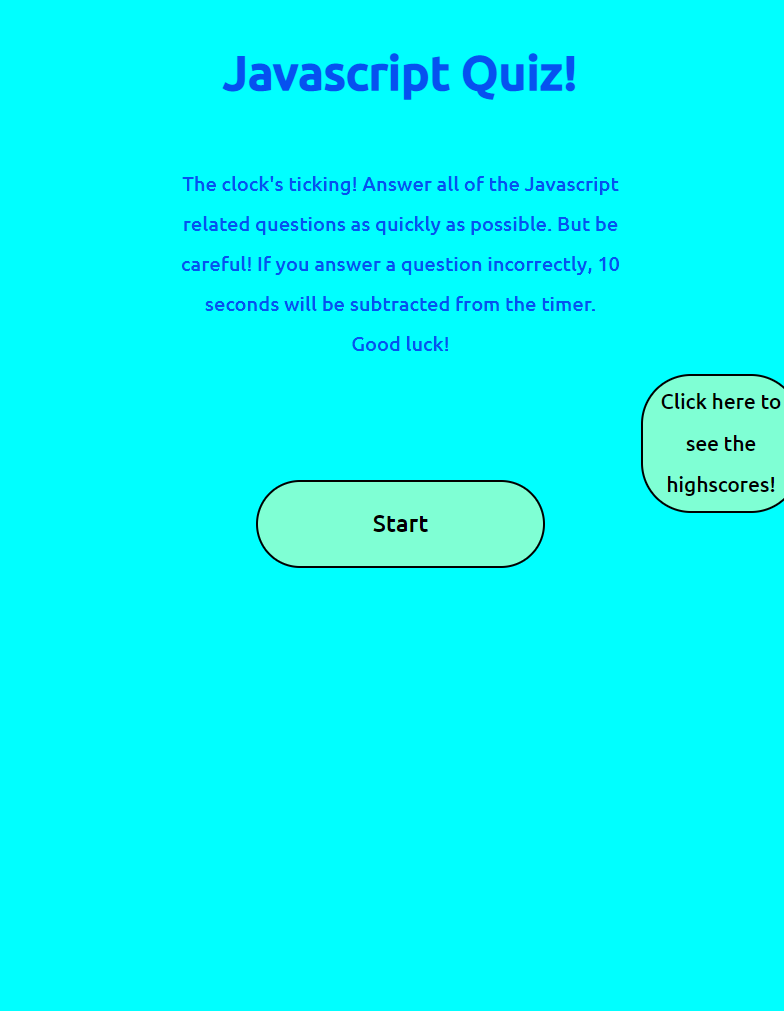 Javascript Quiz!
The clock's ticking! Answer all of the Javascript
related questions as quickly as possible. But be
careful! If you answer a question incorrectly, 10
seconds will be subtracted from the timer.
Good luck!
Click here to
see the
highscores!
Start